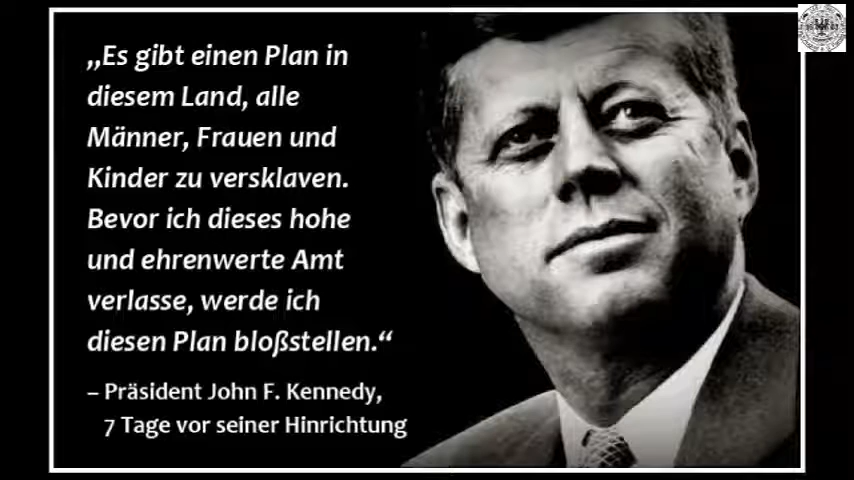 „Es gibt einen Plan in
diesem Land, alle
Männer, Frauen und
Kinder zu versklaven.
Bevor ich dieses hohe
und ehrenwerte Amt
verlasse, werde ich
diesen Plan bloßstellen.“
– Präsident John F. Kennedy,
7 Tage vor seiner Hinrichtung